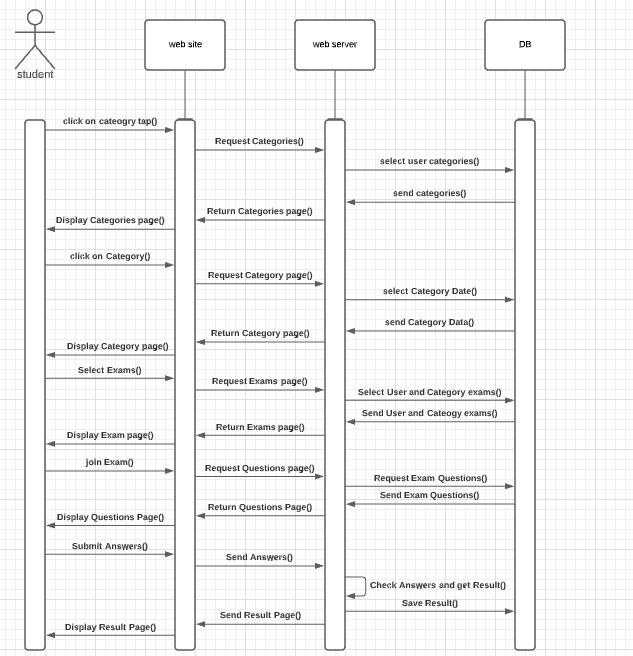 student
web site
web server
DB
click on cateogry tap()
Request Categories()
select user categories()
send categories()
Return Categories page()
Display Categories page()
click on Category()
Request Category page()
select Category Date()
send Category Data()
Return Category page()
Display Category page()
Select Exams()
Request Exams page()
Select User and Category exams()
Send User and Cateogy exams()
Return Exams page()
Display Exam page()
join Exam()
Request Questions page()
Request Exam Questions()
Send Exam Questions()
Return Questions Page()
Display Questions Page()
Submit Answers()
Send Answers()
Check Answers and get Result()
Save Result()
Send Result Page()
Display Result Page()